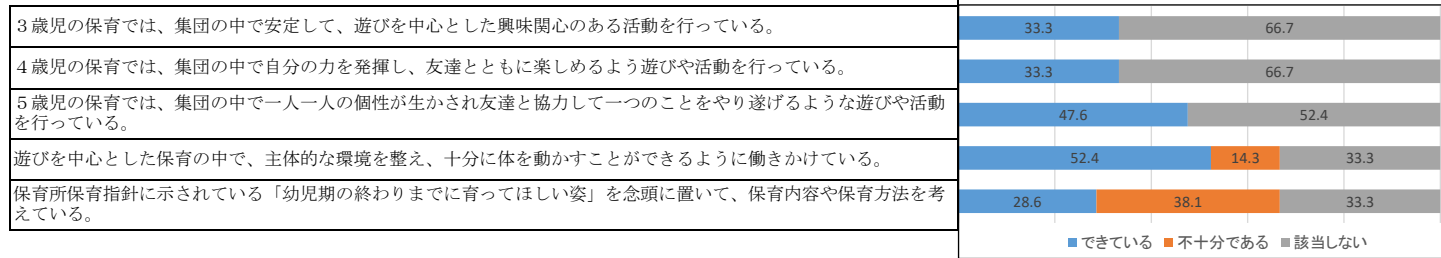 ３歳児の保育では、集団の中で安定して、遊びを中心とした興味関心のある活動を行っている。
33.3 66.7
４歳児の保育では、集団の中で自分の力を発揮し、友達とともに楽しめるよう遊びや活動を行っている。
33.3 66.7
５歳児の保育では、集団の中で一人一人の個性が生かされ友達と協力して一つのことをやり遂げるような遊びや活動
を行っている。
47.6 52.4
遊びを中心とした保育の中で、主体的な環境を整え、十分に体を動かすことができるように働きかけている。
52.4 14.3 33.3
保育所保育指針に示されている「幼児期の終わりまでに育ってほしい姿」を念頭に置いて、保育内容や保育方法を考
えている。
28.6 38.1 33.3
できている 不十分である 該当しない